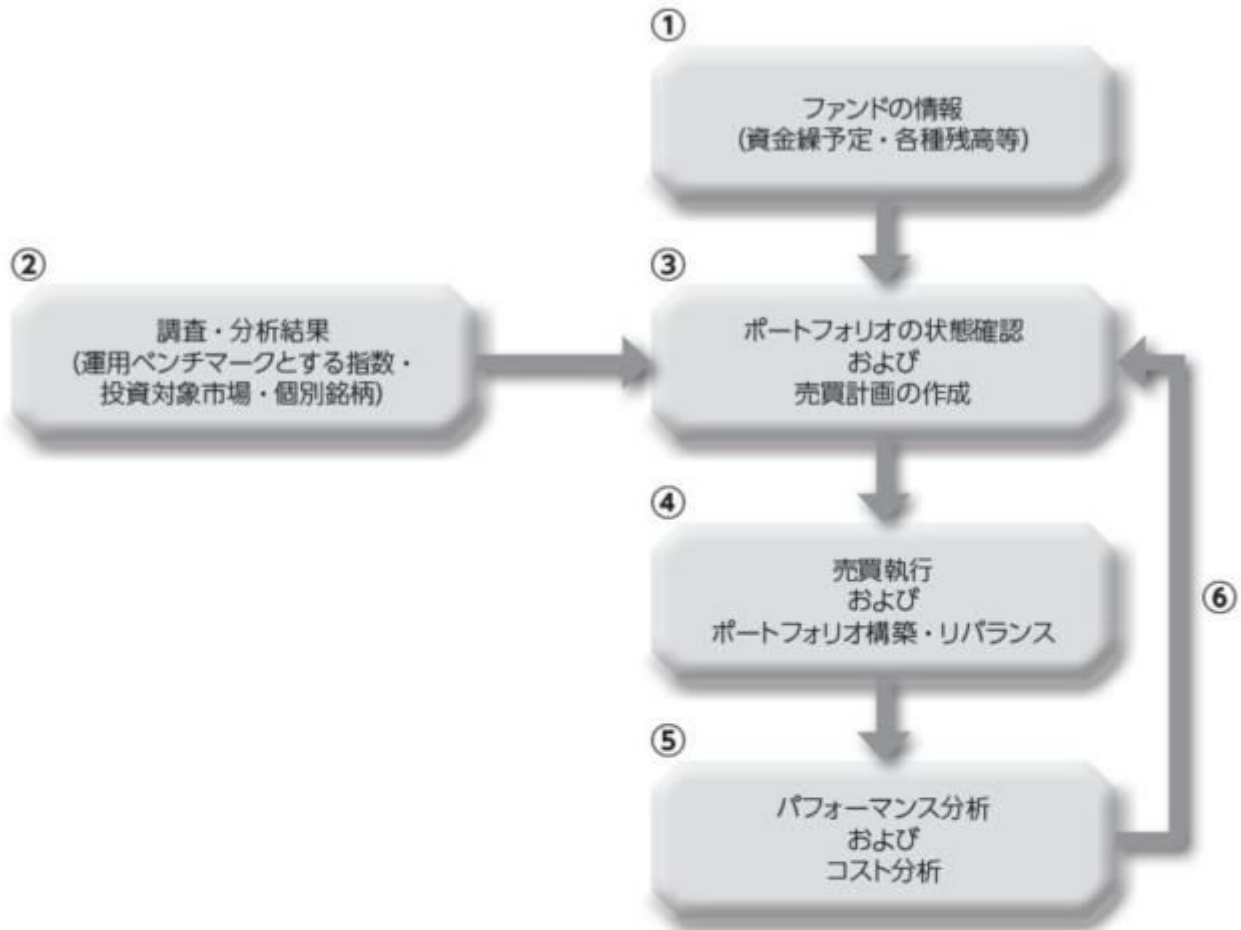 ①
ファンドの情報
(資金繰予定・各種残高等)
②
調査・分析結果
(運用ベンチマークとする指数・
投資対象市場・個別銘柄)
③
ポートフォリオの状態確認
および
売買計画の作成
④
売買執行
および
ポートフォリオ構築・リバランス
⑤
パフォーマンス分析
および
コスト分析
⑥